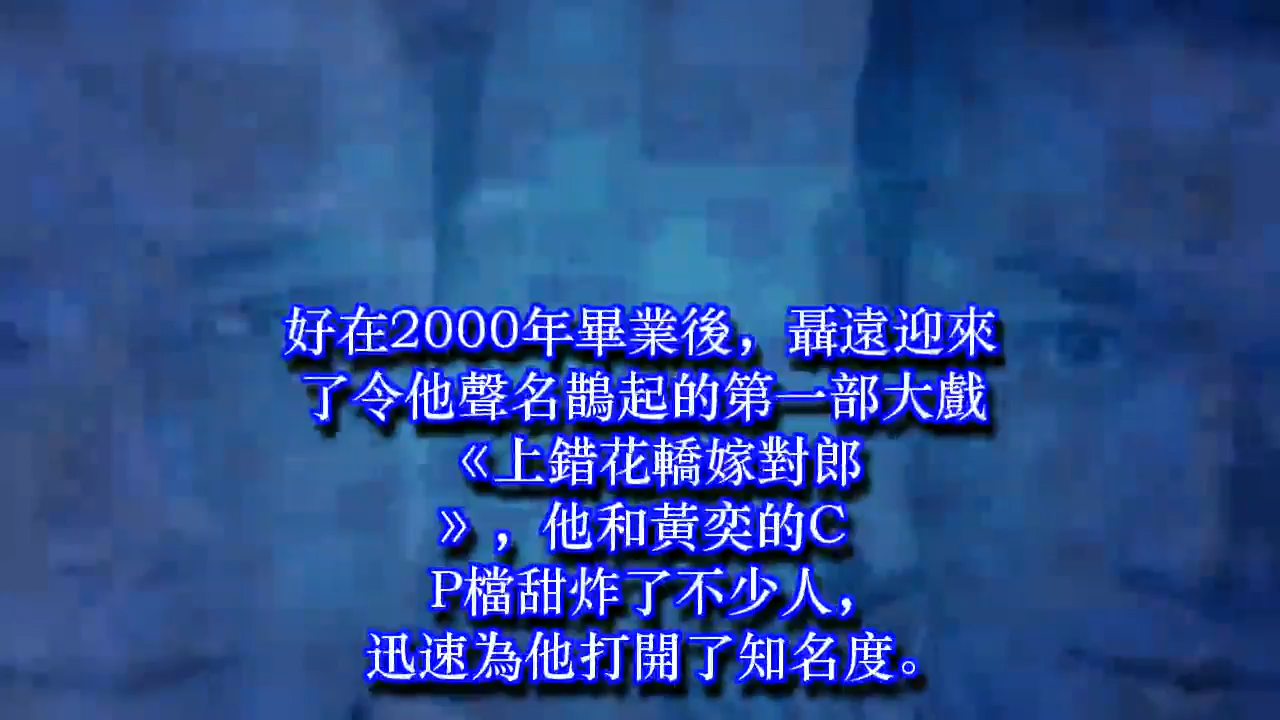 好在2000年畢業後，聶遠迎來
了令他聲名鵲起的第一部大戲
《上錯花轎嫁對郎
》，他和黃奕的C
P檔甜炸了不少人，
迅速為他打開了知名度。